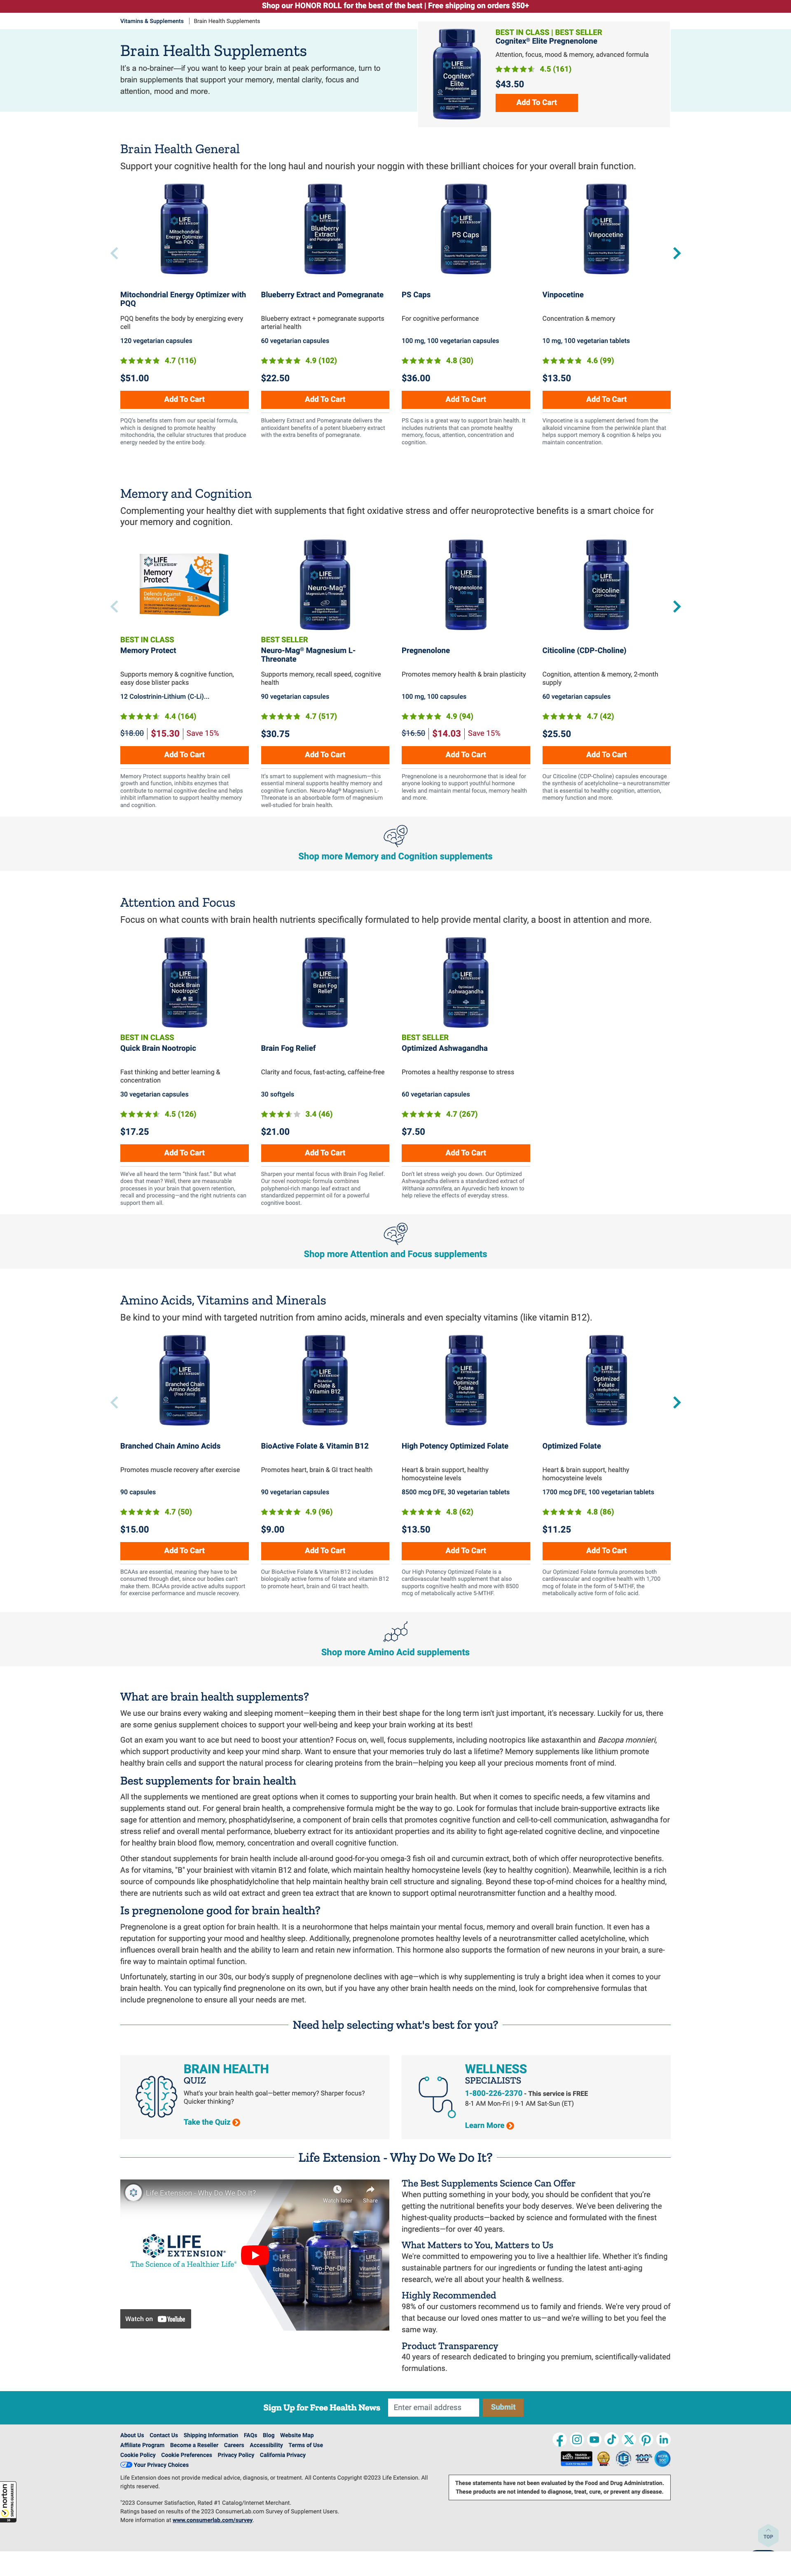 Shop our HONOR ROLL for the best of the best | Free shipping on orders $50+
Vitamins & Supplements | Brain Health Supplements
Brain Health Supplements
It's a no-brainer—if you want to keep your brain at peak performance, turn to
brain supplements that support your memory, mental clarity, focus and
attention, mood and more.
LIFE EXTENSION
Cognitex® Elite Pregnenolone
BEST IN CLASS | BEST SELLER
Cognitex® Elite Pregnenolone
Attention, focus, mood & memory, advanced formula
4.5 (161)
$43.50
Add To Cart
Brain Health General
Support your cognitive health for the long haul and nourish your noggin with these brilliant choices for your overall brain function.
Mitochondrial Energy Optimizer with
PQQ
PQQ benefits the body by energizing every
cell
120 vegetarian capsules
4.7 (116)
$51.00
Add To Cart
PQQ's benefits stem from our special formula,
which is designed to promote healthy
mitochondria, the cellular structures that produce
energy needed by the entire body.
Blueberry Extract and Pomegranate
Blueberry extract + pomegranate supports
arterial health
60 vegetarian capsules
4.9 (102)
$22.50
Add To Cart
Blueberry Extract and Pomegranate delivers the
antioxidant benefits of a potent blueberry extract
with the extra benefits of pomegranate.
PS Caps
For cognitive performance
100 mg, 100 vegetarian capsules
4.8 (30)
$36.00
Add To Cart
PS Caps is a great way to support brain health. It
includes nutrients that can promote healthy
memory, focus, attention, concentration and
cognition.
Vinpocetine
Concentration & memory
10 mg, 100 vegetarian tablets
4.6 (99)
$13.50
Add To Cart
Vinpocetine is a supplement derived from the
alkaloid vincamine from the periwinkle plant that
helps support memory & cognition & helps you
maintain concentration.
Memory and Cognition
Complementing your healthy diet with supplements that fight oxidative stress and offer neuroprotective benefits is a smart choice for
your memory and cognition.
BEST IN CLASS
Memory Protect
Supports memory & cognitive function,
easy dose blister packs
12 Colostrinin-Lithium (C-Li)...
4.4 (164)
$18.00 | $15.30 | Save 15%
Add To Cart
Memory Protect supports healthy brain cell
growth and function, inhibits enzymes that
contribute to normal cognitive decline and helps
inhibit inflammation to support healthy memory
and cognition.
BEST SELLER
Neuro-Mag® Magnesium L-
Threonate
Supports memory, recall speed, cognitive
health
90 vegetarian capsules
4.7 (517)
$30.75
Add To Cart
It's smart to supplement with magnesium—this
essential mineral supports healthy memory and
cognitive function. Neuro-Mag® Magnesium L-
Threonate is an absorbable form of magnesium
well-studied for brain health.
Pregnenolone
Promotes memory health & brain plasticity
100 mg, 100 capsules
4.9 (94)
$16.50 | $14.03 | Save 15%
Add To Cart
Pregnenolone is a neurohormone that is ideal for
anyone looking to support youthful hormone
levels and maintain mental focus, memory health
and more.
Citicoline (CDP-Choline)
Cognition, attention & memory, 2-month
supply
60 vegetarian capsules
4.7 (42)
$25.50
Add To Cart
Our Citicoline (CDP-Choline) capsules encourage
the synthesis of acetylcholine—a neurotransmitter
that is essential to healthy cognition, attention,
memory function and more.
Shop more Memory and Cognition supplements
Attention and Focus
Focus on what counts with brain health nutrients specifically formulated to help provide mental clarity, a boost in attention and more.
BEST IN CLASS
Quick Brain Nootropic
Fast thinking and better learning &
concentration
30 vegetarian capsules
4.5 (126)
$17.25
Add To Cart
We've all heard the term "think fast." But what
does that mean? Well, there are measurable
processes in your brain that govern retention,
recall and processing—and the right nutrients can
support them all.
Brain Fog Relief
Clarity and focus, fast-acting, caffeine-free
30 softgels
3.4 (46)
$21.00
Add To Cart
Sharpen your mental focus with Brain Fog Relief.
Our novel nootropic formula combines
polyphenol-rich mango leaf extract and
standardized peppermint oil for a powerful
cognitive boost.
BEST SELLER
Optimized Ashwagandha
Promotes a healthy response to stress
60 vegetarian capsules
4.7 (267)
$7.50
Add To Cart
Don't let stress weigh you down. Our Optimized
Ashwagandha delivers a standardized extract of
Withania somnifera, an Ayurvedic herb known to
help relieve the effects of everyday stress.
Shop more Attention and Focus supplements
Amino Acids, Vitamins and Minerals
Be kind to your mind with targeted nutrition from amino acids, minerals and even specialty vitamins (like vitamin B12).
Branched Chain Amino Acids
Promotes muscle recovery after exercise
90 capsules
4.7 (50)
$15.00
Add To Cart
BCAAs are essential, meaning they have to be
consumed through diet, since our bodies can't
make them. BCAAs provide active adults support
for exercise performance and muscle recovery.
BioActive Folate & Vitamin B12
Promotes heart, brain & GI tract health
90 vegetarian capsules
4.9 (96)
$9.00
Add To Cart
Our BioActive Folate & Vitamin B12 includes
biologically active forms of folate and vitamin B12
to promote heart, brain and GI tract health.
High Potency Optimized Folate
Heart & brain support, healthy
homocysteine levels
8500 mcg DFE, 30 vegetarian tablets
4.8 (62)
$13.50
Add To Cart
Our High Potency Optimized Folate is a
cardiovascular health supplement that also
supports cognitive health and more with 8500
mcg of metabolically active 5-MTHF.
Optimized Folate
Heart & brain support, healthy
homocysteine levels
1700 mcg DFE, 100 vegetarian tablets
4.8 (86)
$11.25
Add To Cart
Our Optimized Folate formula promotes both
cardiovascular and cognitive health with 1,700
mcg of folate in the form of 5-MTHF, the
metabolically active form of folic acid.
Shop more Amino Acid supplements
What are brain health supplements?
We use our brains every waking and sleeping moment—keeping them in their best shape for the long term isn't just important, it's necessary. Luckily for us, there
are some genius supplement choices to support your well-being and keep your brain working at its best!
Got an exam you want to ace but need to boost your attention? Focus on, well, focus supplements, including nootropics like astaxanthin and Bacopa monnieri,
which support productivity and keep your mind sharp. Want to ensure that your memories truly do last a lifetime? Memory supplements like lithium promote
healthy brain cells and support the natural process for clearing proteins from the brain—helping you keep all your precious moments front of mind.
Best supplements for brain health
All the supplements we mentioned are great options when it comes to supporting your brain health. But when it comes to specific needs, a few vitamins and
supplements stand out. For general brain health, a comprehensive formula might be the way to go. Look for formulas that include brain-supportive extracts like
sage for attention and memory, phosphatidylserine, a component of brain cells that promotes cognitive function and cell-to-cell communication, ashwagandha for
stress relief and overall mental performance, blueberry extract for its antioxidant properties and its ability to fight age-related cognitive decline, and vinpocetine
for healthy brain blood flow, memory, concentration and overall cognitive function.
Other standout supplements for brain health include all-around good-for-you omega-3 fish oil and curcumin extract, both of which offer neuroprotective benefits.
As for vitamins, "B" your brainiest with vitamin B12 and folate, which maintain healthy homocysteine levels (key to healthy cognition). Meanwhile, lecithin is a rich
source of compounds like phosphatidylcholine that help maintain healthy brain cell structure and signaling. Beyond these top-of-mind choices for a healthy mind,
there are nutrients such as wild oat extract and green tea extract that are known to support optimal neurotransmitter function and a healthy mood.
Is pregnenolone good for brain health?
Pregnenolone is a great option for brain health. It is a neurohormone that helps maintain your mental focus, memory and overall brain function. It even has a
reputation for supporting your mood and healthy sleep. Additionally, pregnenolone promotes healthy levels of a neurotransmitter called acetylcholine, which
influences overall brain health and the ability to learn and retain new information. This hormone also supports the formation of new neurons in your brain, a sure-
fire way to maintain optimal function.
Unfortunately, starting in our 30s, our body's supply of pregnenolone declines with age—which is why supplementing is truly a bright idea when it comes to your
brain health. You can typically find pregnenolone on its own, but if you have any other brain health needs on the mind, look for comprehensive formulas that
include pregnenolone to ensure all your needs are met.
Need help selecting what's best for you?
BRAIN HEALTH
QUIZ
What's your brain health goal—better memory? Sharper focus?
Quicker thinking?
Take the Quiz
WELLNESS
SPECIALISTS
1-800-226-2370 - This service is FREE
8-1 AM Mon-Fri | 9-1 AM Sat-Sun (ET)
Learn More
Life Extension - Why Do We Do It?
Life Extension - Why Do We Do It?
Watch later
Share
LIFE EXTENSION®
The Science of a Healthier Life®
Watch on YouTube
The Best Supplements Science Can Offer
When putting something in your body, you should be confident that you're
getting the nutritional benefits your body deserves. We've been delivering the
highest-quality products—backed by science and formulated with the finest
ingredients—for over 40 years.
What Matters to You, Matters to Us
We're committed to empowering you to live a healthier life. Whether it's finding
sustainable partners for our ingredients or funding the latest anti-aging
research, we're all about your health & wellness.
Highly Recommended
98% of our customers recommend us to family and friends. We're very proud of
that because our loved ones matter to us—and we're willing to bet you feel the
same way.
Product Transparency
40 years of research dedicated to bringing you premium, scientifically-validated
formulations.
Sign Up for Free Health News
Enter email address
Submit
About Us Contact Us Shipping Information FAQs Blog Website Map
Affiliate Program Become a Reseller Careers Accessibility Terms of Use
Cookie Policy Cookie Preferences Privacy Policy California Privacy
Your Privacy Choices
Life Extension does not provide medical advice, diagnosis, or treatment. All Contents Copyright ©2023 Life Extension. All
rights reserved.
These statements have not been evaluated by the Food and Drug Administration.
These products are not intended to diagnose, treat, cure, or prevent any disease.
*2023 Consumer Satisfaction, Rated #1 Catalog/Internet Merchant.
Ratings based on results of the 2023 ConsumerLab.com Survey of Supplement Users.
More information at www.consumerlab.com/survey.
norton
TOP